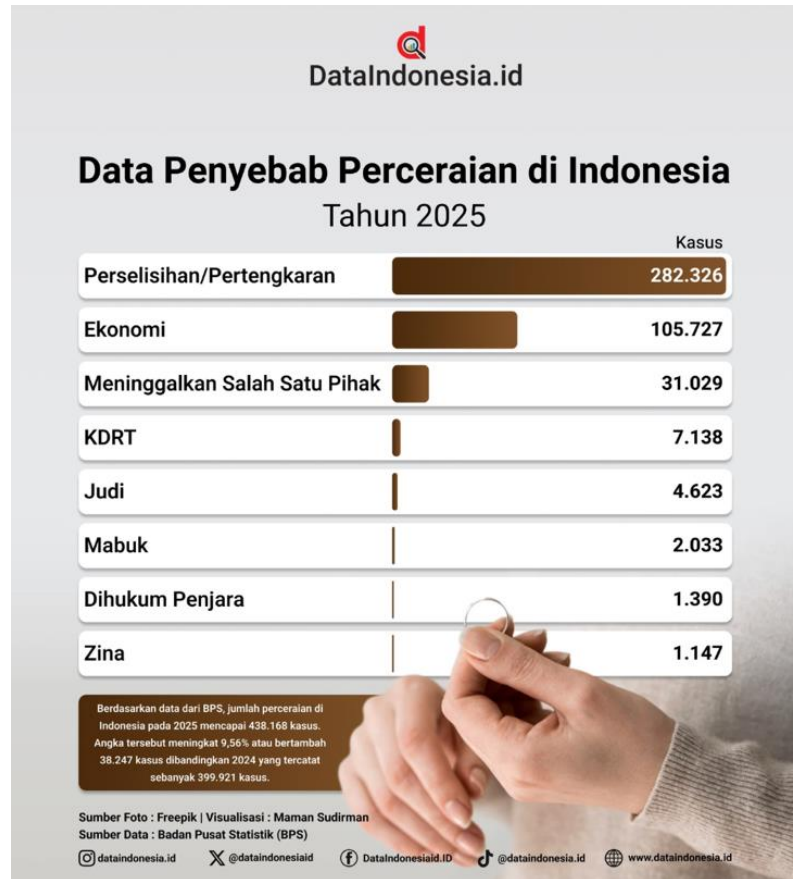 DataIndonesia.id
Data Penyebab Perceraian di Indonesia
Tahun 2025
Kasus
Perselisihan/Pertengkaran 282.326
Ekonomi 105.727
Meninggalkan Salah Satu Pihak 31.029
KDRT 7.138
Judi 4.623
Mabuk 2.033
Dihukum Penjara 1.390
Zina 1.147
Berdasarkan data dari BPS, jumlah perceraian di
Indonesia pada 2025 mencapai 438.168 kasus.
Angka tersebut meningkat 9,56% atau bertambah
38.247 kasus dibandingkan 2024 yang tercatat
sebanyak 399.921 kasus.
Sumber Foto : Freepik | Visualisasi : Maman Sudirman
Sumber Data : Badan Pusat Statistik (BPS)
dataindonesia.id @dataindonesiaid DataIndonesiaid.ID @dataindonesia.id www.dataindonesia.id